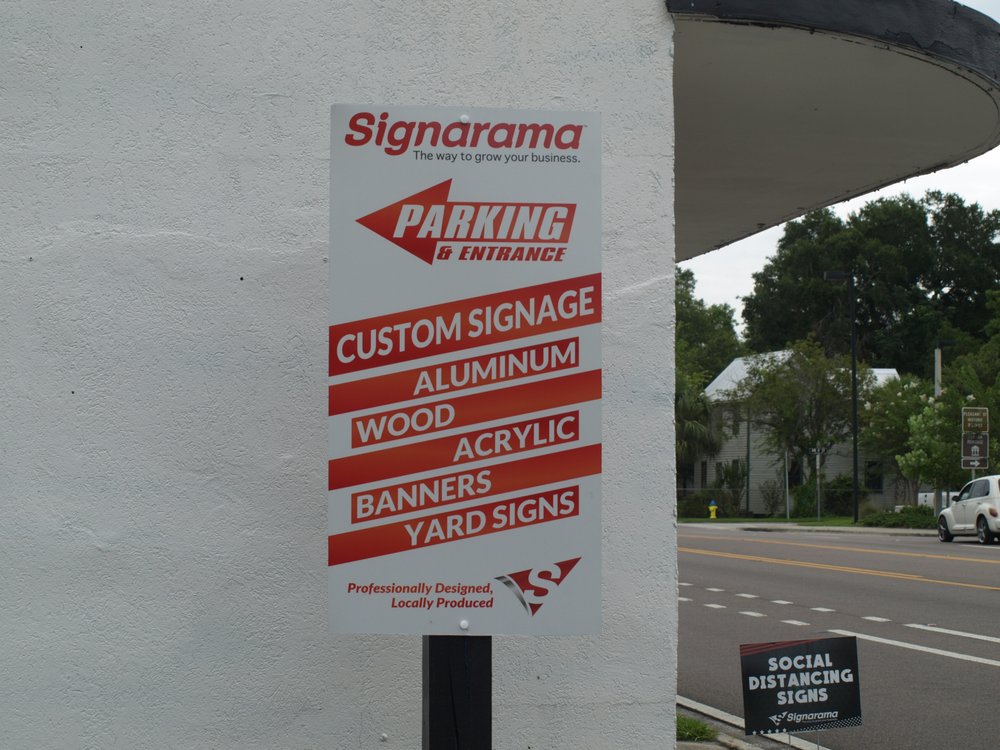 Signarama
The way to grow your business.
PARKING
& ENTRANCE
CUSTOM SIGNAGE
ALUMINUM
WOOD
ACRYLIC
BANNERS
YARD SIGNS
Professionally Designed,
Locally Produced
S
SOCIAL
DISTANCING
SIGNS
Signarama